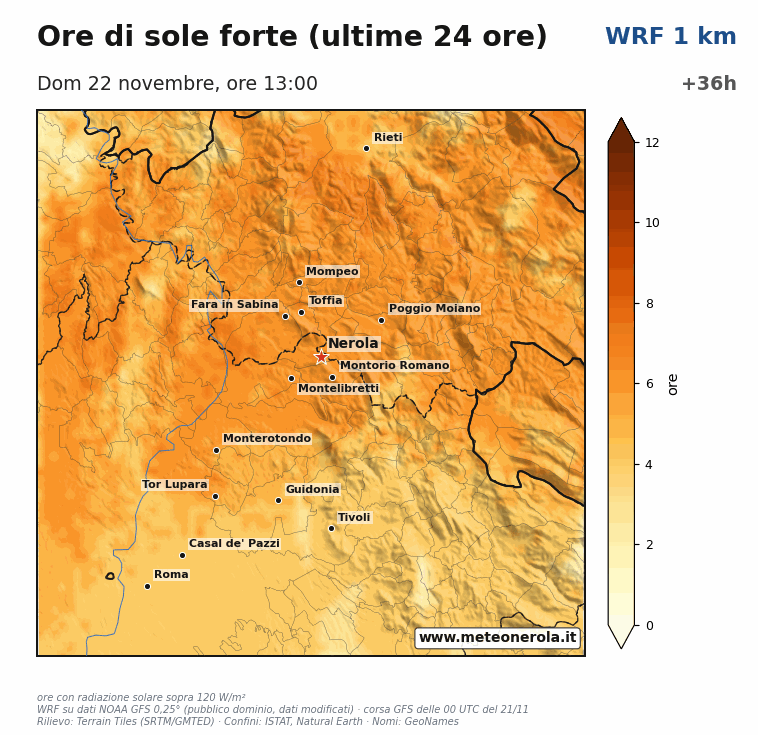 Ore di sole forte (ultime 24 ore)
WRF 1 km
Dom 22 novembre, ore 13:00
+36h
Rieti
Mompeo
Fara in Sabina
Toffia
Poggio Moiano
Nerola
Montorio Romano
Montelibretti
Monterotondo
Tor Lupara
Guidonia
Tivoli
Casal de' Pazzi
Roma
www.meteonerola.it
12
10
8
6
4
2
0
ore
ore con radiazione solare sopra 120 W/m²
WRF su dati NOAA GFS 0,25° (pubblico dominio, dati modificati) · corsa GFS delle 00 UTC del 21/11
Rilievo: Terrain Tiles (SRTM/GMTED) · Confini: ISTAT, Natural Earth · Nomi: GeoNames